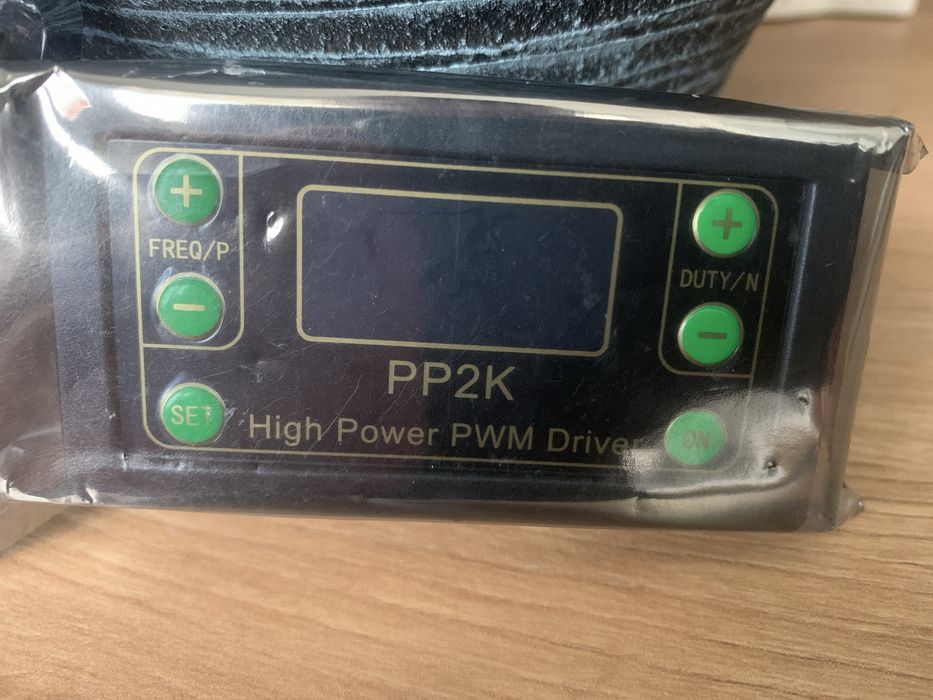 +
FREQ/P
−
SET
PP2K
High Power PWM Driver
+
DUTY/N
−
ON